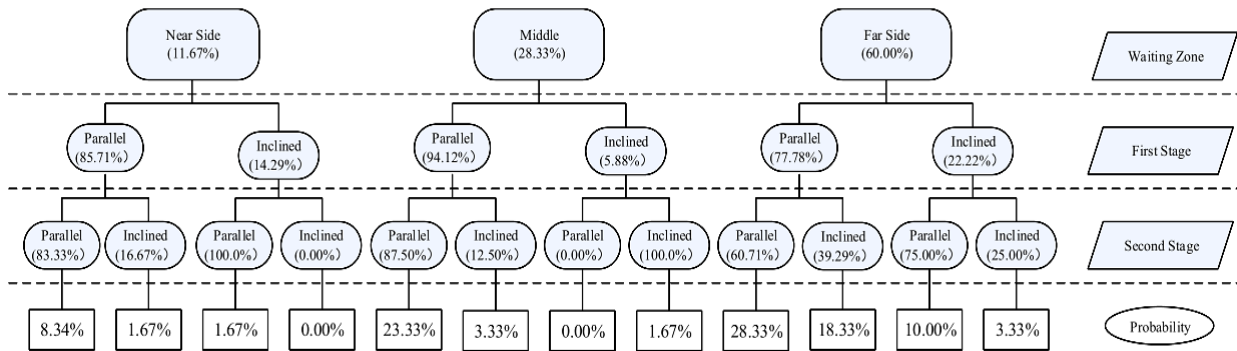 Near Side
(11.67%)
Middle
(28.33%)
Far Side
(60.00%)
Waiting Zone
Parallel
(85.71%)
Inclined
(14.29%)
Parallel
(94.12%)
Inclined
(5.88%)
Parallel
(77.78%)
Inclined
(22.22%)
First Stage
Parallel
(83.33%)
Inclined
(16.67%)
Parallel
(100.0%)
Inclined
(0.00%)
Parallel
(87.50%)
Inclined
(12.50%)
Parallel
(0.00%)
Inclined
(100.0%)
Parallel
(60.71%)
Inclined
(39.29%)
Parallel
(75.00%)
Inclined
(25.00%)
Second Stage
8.34%
1.67%
1.67%
0.00%
23.33%
3.33%
0.00%
1.67%
28.33%
18.33%
10.00%
3.33%
Probability